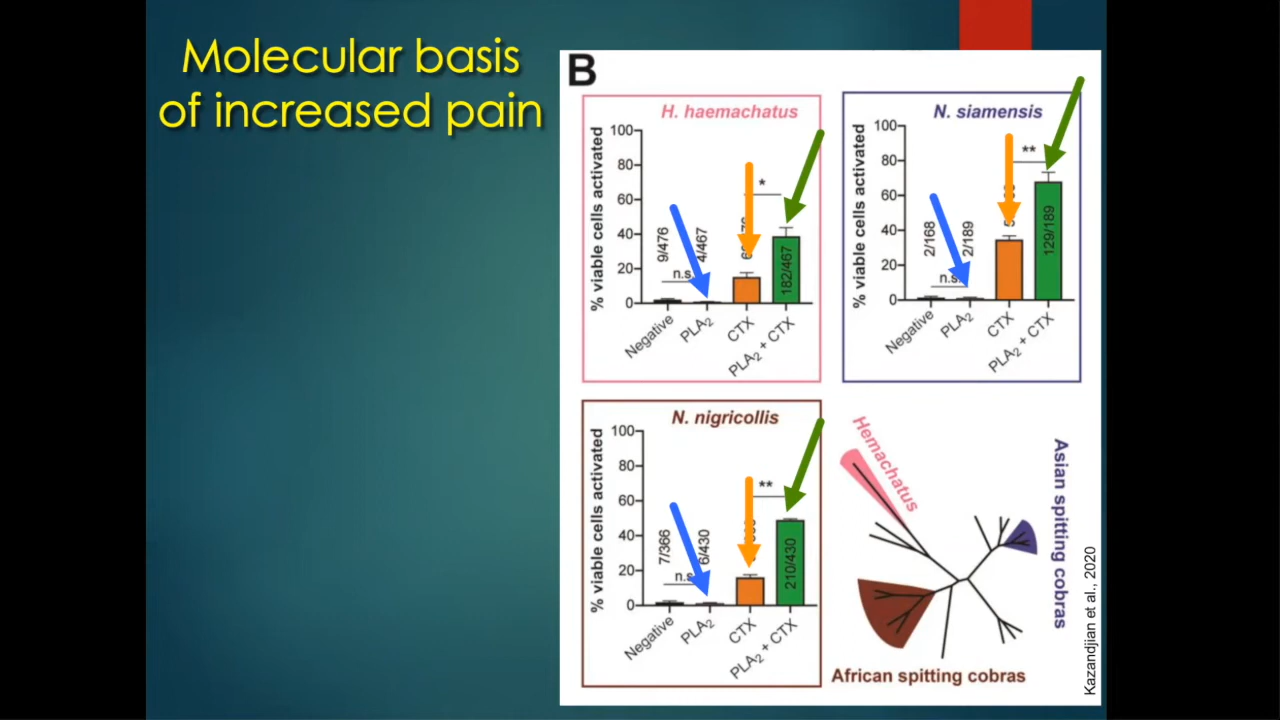 Molecular basis
of increased pain
B
H. haemachatus
% viable cells activated
100
80
60
40
20
0
9/476
4/467
182/467
n.s
*
Negative
PLA₂
CTX
PLA₂ + CTX
N. siamensis
% viable cells activated
100
80
60
40
20
0
2/168
2/189
129/189
n.s.
**
Negative
PLA₂
CTX
PLA₂ + CTX
N. nigricollis
% viable cells activated
100
80
60
40
20
0
7/366
6/430
210/430
n.s
**
Negative
PLA₂
CTX
PLA₂ + CTX
Hemachatus
Asian spitting cobras
African spitting cobras
Kazandjian et al., 2020